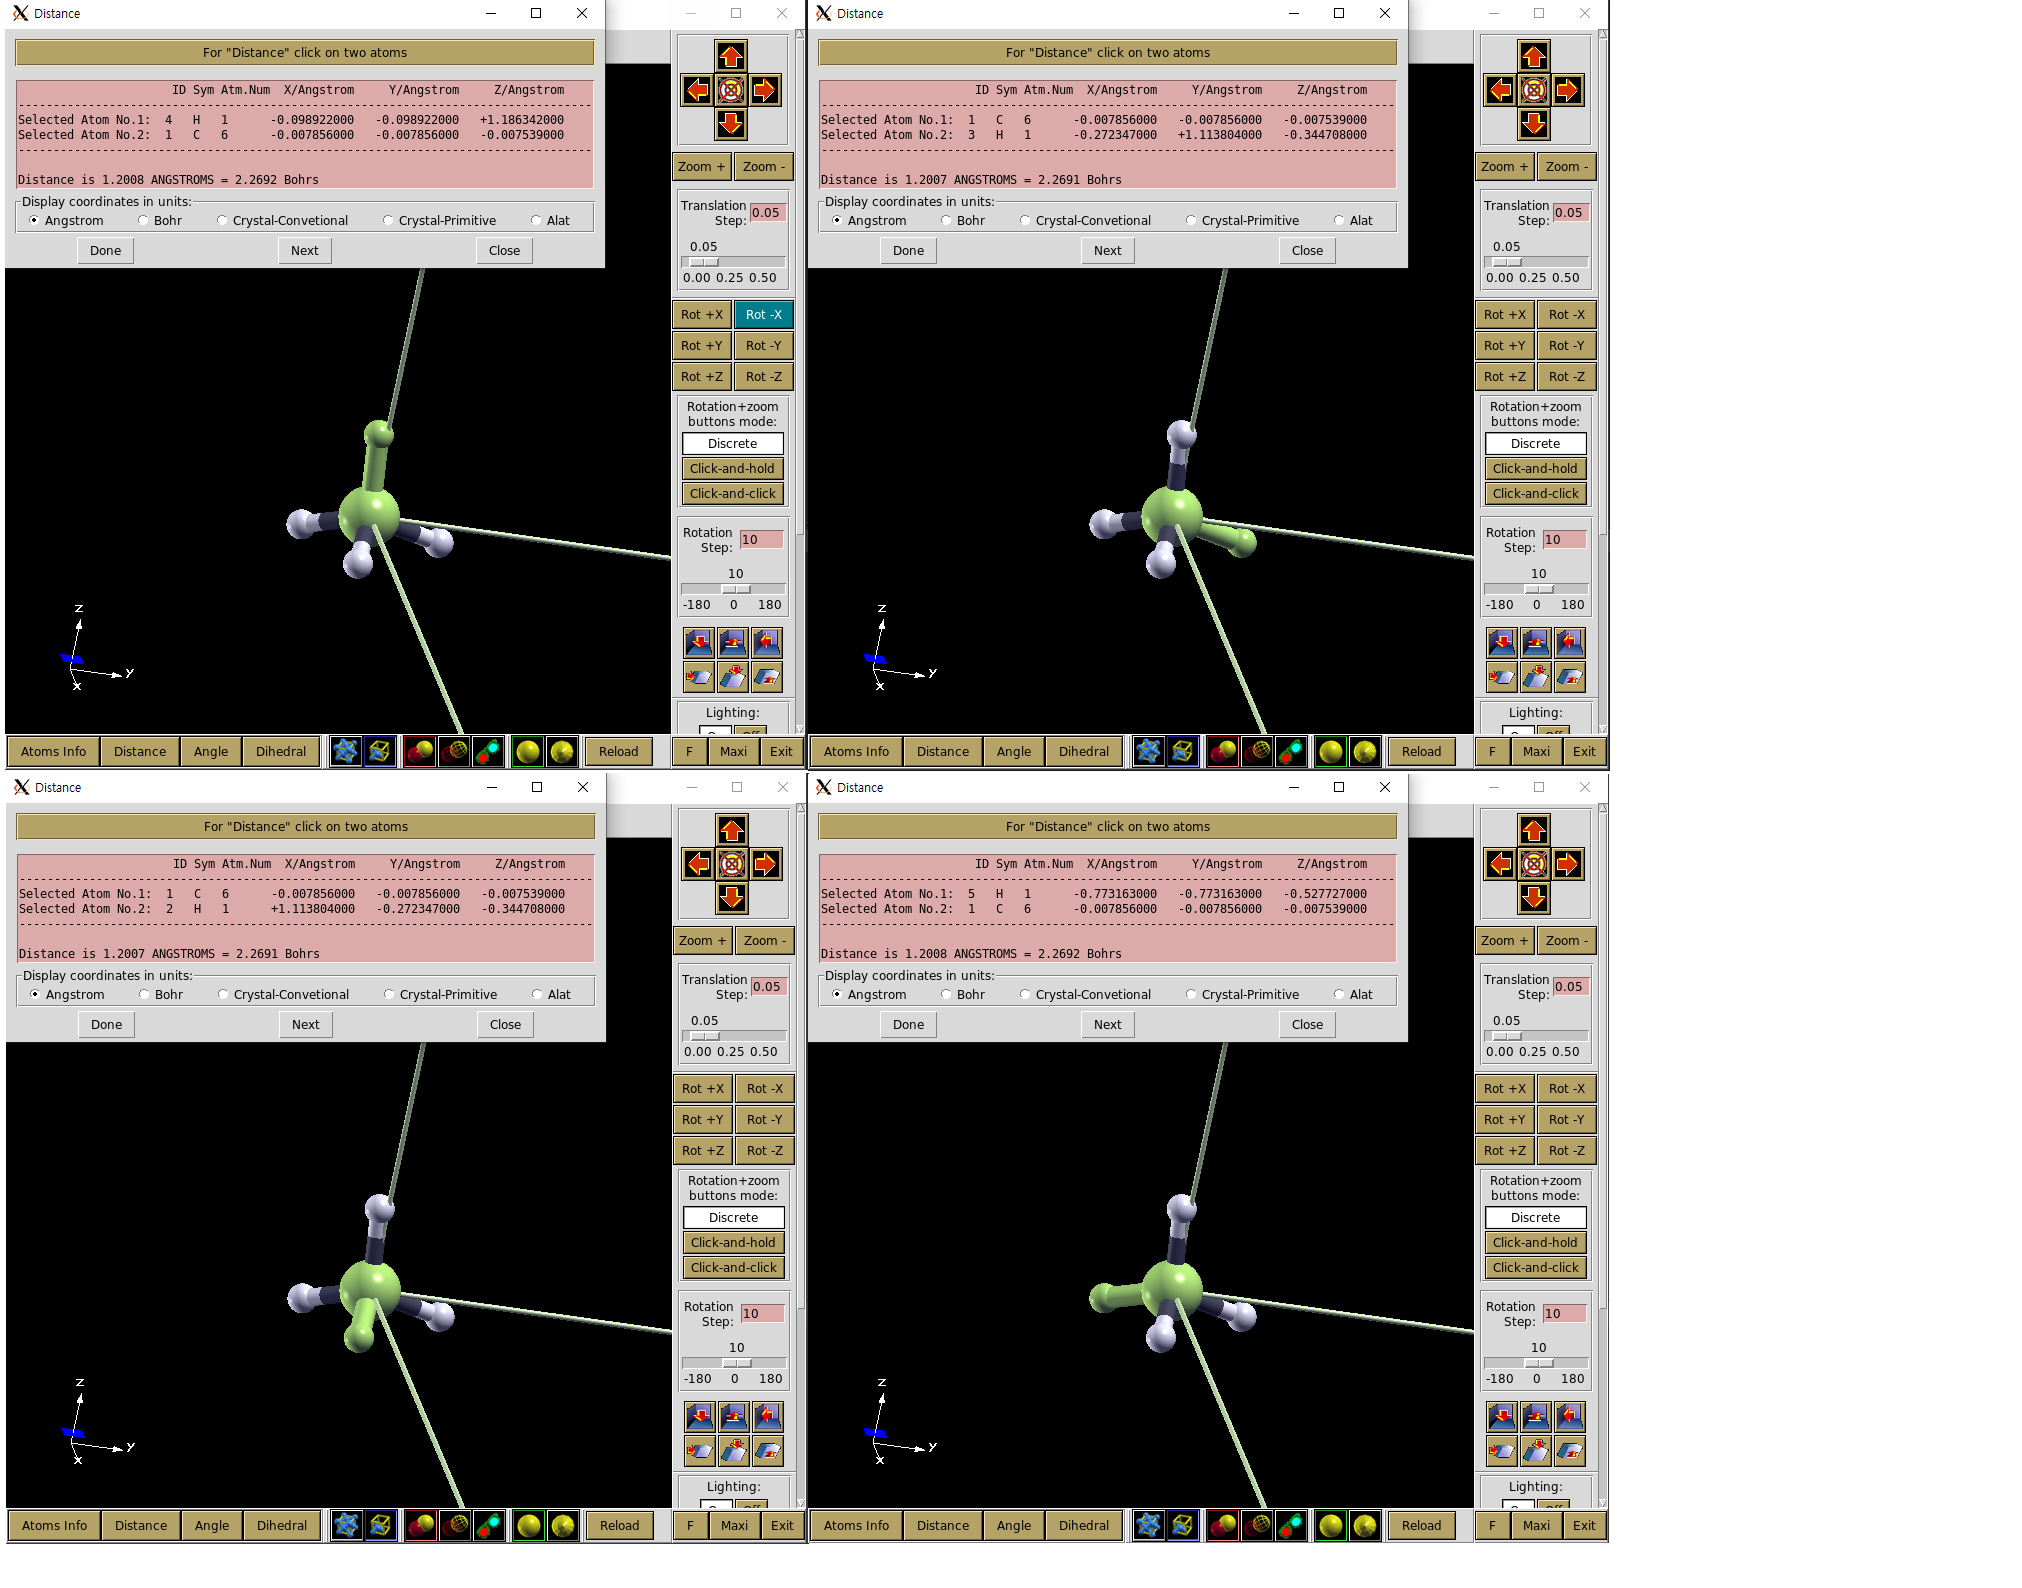 Distance
For "Distance" click on two atoms
ID Sym Atm.Num X/Angstrom Y/Angstrom Z/Angstrom
Selected Atom No.1: 4 H 1 -0.098922000 -0.098922000 +1.186342000
Selected Atom No.2: 1 C 6 -0.007856000 -0.007856000 -0.007539000
Distance is 1.2008 ANGSTROMS = 2.2692 Bohrs
Display coordinates in units:
Angstrom Bohr Crystal-Convetional Crystal-Primitive Alat
Done Next Close
Zoom + Zoom -
Translation
Step: 0.05
0.05
0.00 0.25 0.50
Rot +X Rot -X
Rot +Y Rot -Y
Rot +Z Rot -Z
Rotation+zoom
buttons mode:
Discrete
Click-and-hold
Click-and-click
Rotation
Step: 10
10
-180 0 180
Lighting:
z
Y
x
Atoms Info Distance Angle Dihedral Reload F Maxi Exit
Distance
For "Distance" click on two atoms
ID Sym Atm.Num X/Angstrom Y/Angstrom Z/Angstrom
Selected Atom No.1: 1 C 6 -0.007856000 -0.007856000 -0.007539000
Selected Atom No.2: 3 H 1 -0.272347000 +1.113804000 -0.344708000
Distance is 1.2007 ANGSTROMS = 2.2691 Bohrs
Display coordinates in units:
Angstrom Bohr Crystal-Convetional Crystal-Primitive Alat
Done Next Close
Zoom + Zoom -
Translation
Step: 0.05
0.05
0.00 0.25 0.50
Rot +X Rot -X
Rot +Y Rot -Y
Rot +Z Rot -Z
Rotation+zoom
buttons mode:
Discrete
Click-and-hold
Click-and-click
Rotation
Step: 10
10
-180 0 180
Lighting:
z
Y
x
Atoms Info Distance Angle Dihedral Reload F Maxi Exit
Distance
For "Distance" click on two atoms
ID Sym Atm.Num X/Angstrom Y/Angstrom Z/Angstrom
Selected Atom No.1: 1 C 6 -0.007856000 -0.007856000 -0.007539000
Selected Atom No.2: 2 H 1 +1.113804000 -0.272347000 -0.344708000
Distance is 1.2007 ANGSTROMS = 2.2691 Bohrs
Display coordinates in units:
Angstrom Bohr Crystal-Convetional Crystal-Primitive Alat
Done Next Close
Zoom + Zoom -
Translation
Step: 0.05
0.05
0.00 0.25 0.50
Rot +X Rot -X
Rot +Y Rot -Y
Rot +Z Rot -Z
Rotation+zoom
buttons mode:
Discrete
Click-and-hold
Click-and-click
Rotation
Step: 10
10
-180 0 180
Lighting:
z
Y
x
Atoms Info Distance Angle Dihedral Reload F Maxi Exit
Distance
For "Distance" click on two atoms
ID Sym Atm.Num X/Angstrom Y/Angstrom Z/Angstrom
Selected Atom No.1: 5 H 1 -0.773163000 -0.773163000 -0.527727000
Selected Atom No.2: 1 C 6 -0.007856000 -0.007856000 -0.007539000
Distance is 1.2008 ANGSTROMS = 2.2692 Bohrs
Display coordinates in units:
Angstrom Bohr Crystal-Convetional Crystal-Primitive Alat
Done Next Close
Zoom + Zoom -
Translation
Step: 0.05
0.05
0.00 0.25 0.50
Rot +X Rot -X
Rot +Y Rot -Y
Rot +Z Rot -Z
Rotation+zoom
buttons mode:
Discrete
Click-and-hold
Click-and-click
Rotation
Step: 10
10
-180 0 180
Lighting:
z
Y
x
Atoms Info Distance Angle Dihedral Reload F Maxi Exit